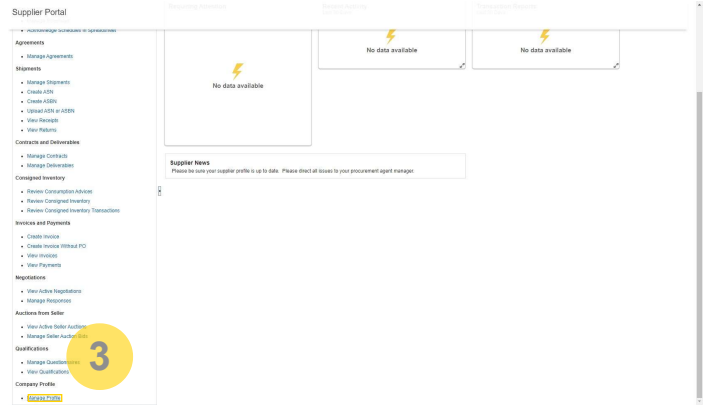 Supplier Portal
Acknowledge Schedules in Spreadsheet
Agreements
Manage Agreements
Shipments
Manage Shipments
Create ASN
Create ASBN
Upload ASN or ASBN
View Receipts
View Returns
Contracts and Deliverables
Manage Contracts
Manage Deliverables
Consigned Inventory
Review Consumption Advices
Review Consigned Inventory
Review Consigned Inventory Transactions
Invoices and Payments
Create Invoice
Create Invoice Without PO
View Invoices
View Payments
Negotiations
View Active Negotiations
Manage Responses
Auctions from Seller
View Active Seller Auctions
Manage Seller Auction Bids
Qualifications
Manage Questionnaires
View Qualifications
Company Profile
Manage Profile
3
No data available
No data available
No data available
Supplier News
Please be sure your supplier profile is up to date. Please direct all issues to your procurement agent manager.